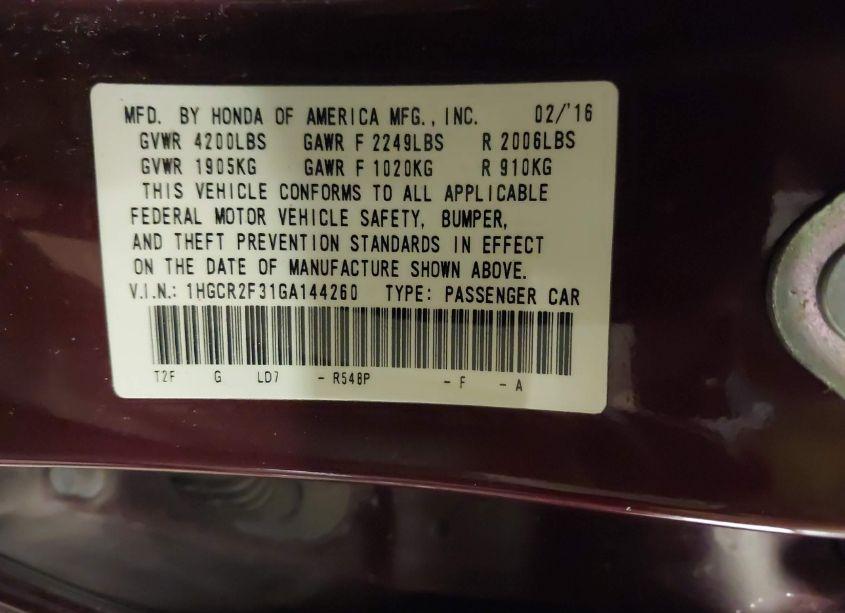 MFD. BY HONDA OF AMERICA MFG., INC. 02/'16
GVWR 4200LBS GAWR F 2249LBS R 2006LBS
GVWR 1905KG GAWR F 1020KG R 910KG
THIS VEHICLE CONFORMS TO ALL APPLICABLE
FEDERAL MOTOR VEHICLE SAFETY, BUMPER,
AND THEFT PREVENTION STANDARDS IN EFFECT
ON THE DATE OF MANUFACTURE SHOWN ABOVE.
V.I.N.: 1HGCR2F31GA144260 TYPE: PASSENGER CAR
T2F G LD7 - R548P - F - A